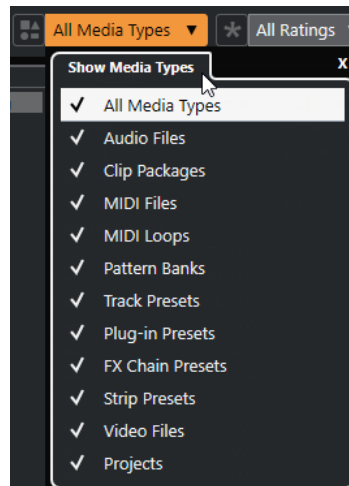 All Media Types ▼ All Ratings
Show Media Types X
✓ All Media Types
✓ Audio Files
✓ Clip Packages
✓ MIDI Files
✓ MIDI Loops
✓ Pattern Banks
✓ Track Presets
✓ Plug-in Presets
✓ FX Chain Presets
✓ Strip Presets
✓ Video Files
✓ Projects